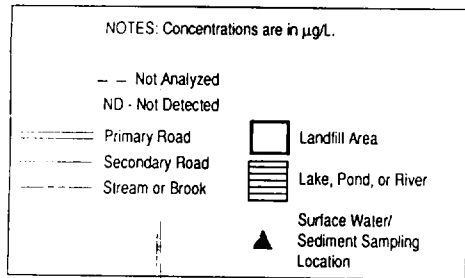 NOTES: Concentrations are in µg/L.
– – Not Analyzed
ND - Not Detected
Primary Road
Secondary Road
Stream or Brook
Landfill Area
Lake, Pond, or River
Surface Water/
Sediment Sampling
Location